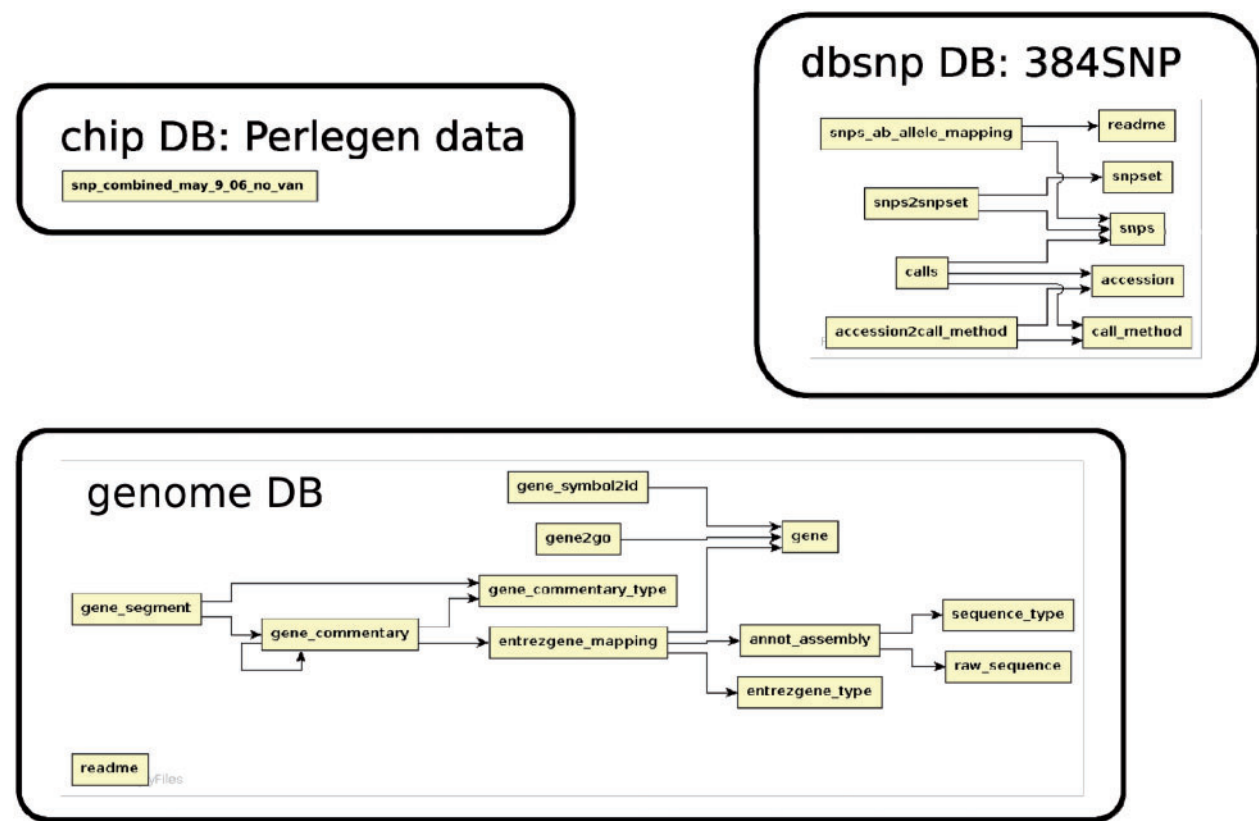 dbsnp DB: 384SNP
chip DB: Perlegen data
snp_combined_may_9_06_no_van
snps_ab_allele_mapping
readme
snpset
snps2snpset
snps
calls
accession
accession2call_method
call_method
genome DB
gene_symbol2id
gene2go
gene
gene_commentary_type
gene_segment
gene_commentary
entrezgene_mapping
annot_assembly
sequence_type
raw_sequence
entrezgene_type
readme